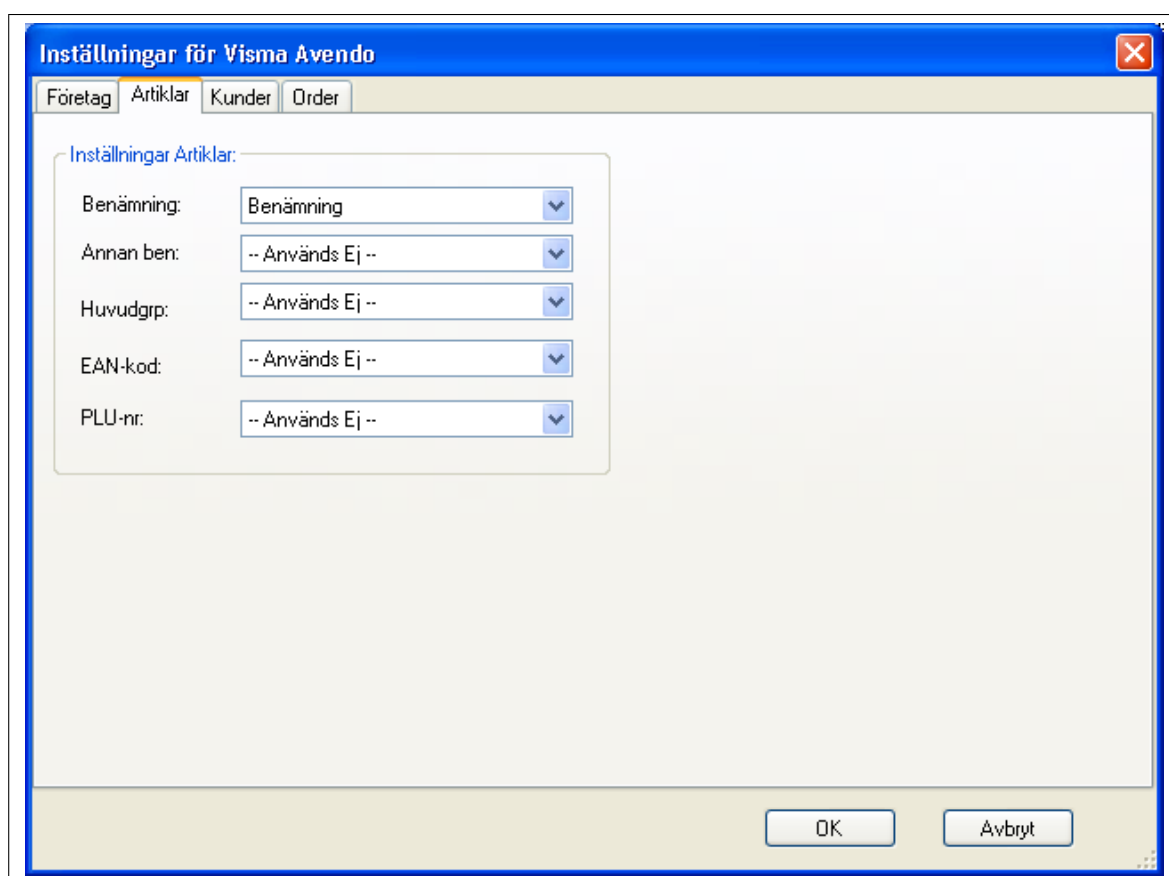 Inställningar för Visma Avendo
Företag Artiklar Kunder Order
Inställningar Artiklar:
Benämning: Benämning
Annan ben: -- Används Ej --
Huvudgrp: -- Används Ej --
EAN-kod: -- Används Ej --
PLU-nr: -- Används Ej --
OK Avbryt